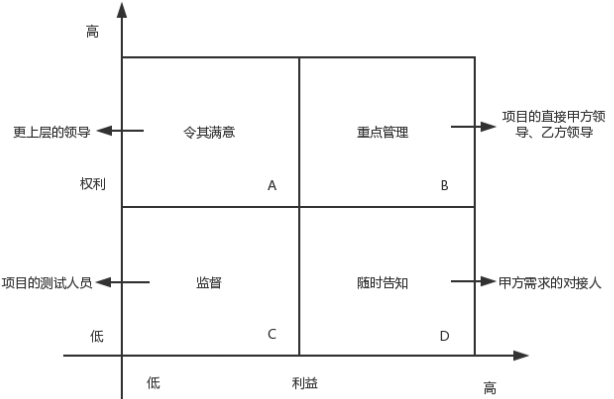 高
更上层的领导
令其满意
重点管理
项目的直接甲方领
导、乙方领导
权利
A
B
项目的测试人员
监督
随时告知
甲方需求的对接人
低
C
D
低
利益
高